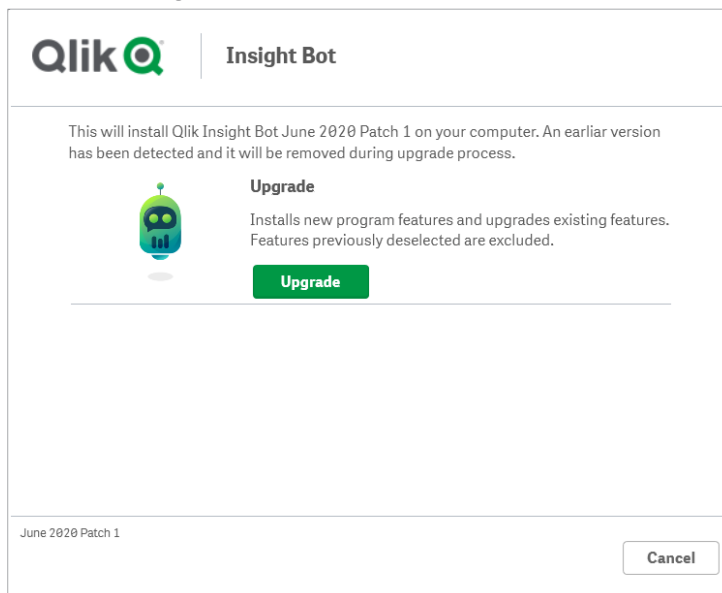 Qlik Insight Bot
This will install Qlik Insight Bot June 2020 Patch 1 on your computer. An earliar version
has been detected and it will be removed during upgrade process.
Upgrade
Installs new program features and upgrades existing features.
Features previously deselected are excluded.
Upgrade
June 2020 Patch 1
Cancel